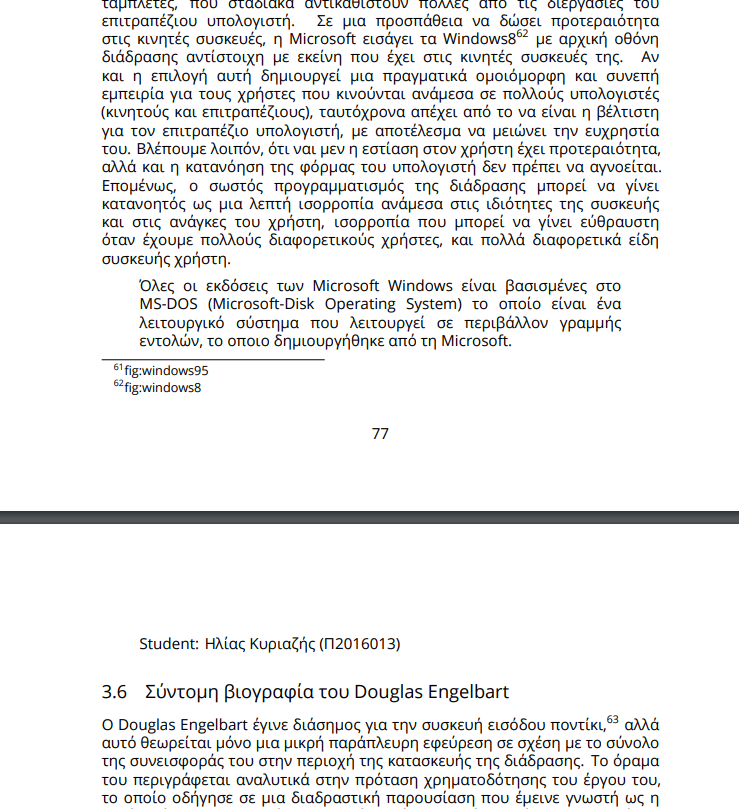 ταμπλέτες, που σταδιακά αντικαθιστούν πολλές από τις διεργασίες του
επιτραπέζιου υπολογιστή. Σε μια προσπάθεια να δώσει προτεραιότητα
στις κινητές συσκευές, η Microsoft εισάγει τα Windows8⁶² με αρχική οθόνη
διάδρασης αντίστοιχη με εκείνη που έχει στις κινητές συσκευές της. Αν
και η επιλογή αυτή δημιουργεί μια πραγματικά ομοιόμορφη και συνεπή
εμπειρία για τους χρήστες που κινούνται ανάμεσα σε πολλούς υπολογιστές
(κινητούς και επιτραπέζιους), ταυτόχρονα απέχει από το να είναι η βέλτιστη
για τον επιτραπέζιο υπολογιστή, με αποτέλεσμα να μειώνει την ευχρηστία
του. Βλέπουμε λοιπόν, ότι ναι μεν η εστίαση στον χρήστη έχει προτεραιότητα,
αλλά και η κατανόηση της φόρμας του υπολογιστή δεν πρέπει να αγνοείται.
Επομένως, ο σωστός προγραμματισμός της διάδρασης μπορεί να γίνει
κατανοητός ως μια λεπτή ισορροπία ανάμεσα στις ιδιότητες της συσκευής
και στις ανάγκες του χρήστη, ισορροπία που μπορεί να γίνει εύθραυστη
όταν έχουμε πολλούς διαφορετικούς χρήστες, και πολλά διαφορετικά είδη
συσκευής χρήστη.
Όλες οι εκδόσεις των Microsoft Windows είναι βασισμένες στο
MS-DOS (Microsoft-Disk Operating System) το οποίο είναι ένα
λειτουργικό σύστημα που λειτουργεί σε περιβάλλον γραμμής
εντολών, το οποιο δημιουργήθηκε από τη Microsoft.
⁶¹fig:windows95
⁶²fig:windows8
77
Student: Ηλίας Κυριαζής (Π2016013)
3.6 Σύντομη βιογραφία του Douglas Engelbart
Ο Douglas Engelbart έγινε διάσημος για την συσκευή εισόδου ποντίκι,⁶³ αλλά
αυτό θεωρείται μόνο μια μικρή παράπλευρη εφεύρεση σε σχέση με το σύνολο
της συνεισφοράς του στην περιοχή της κατασκευής της διάδρασης. Το όραμα
του περιγράφεται αναλυτικά στην πρόταση χρηματοδότησης του έργου του,
το οποίο οδήγησε σε μια διαδραστική παρουσίαση που έμεινε γνωστή ως η